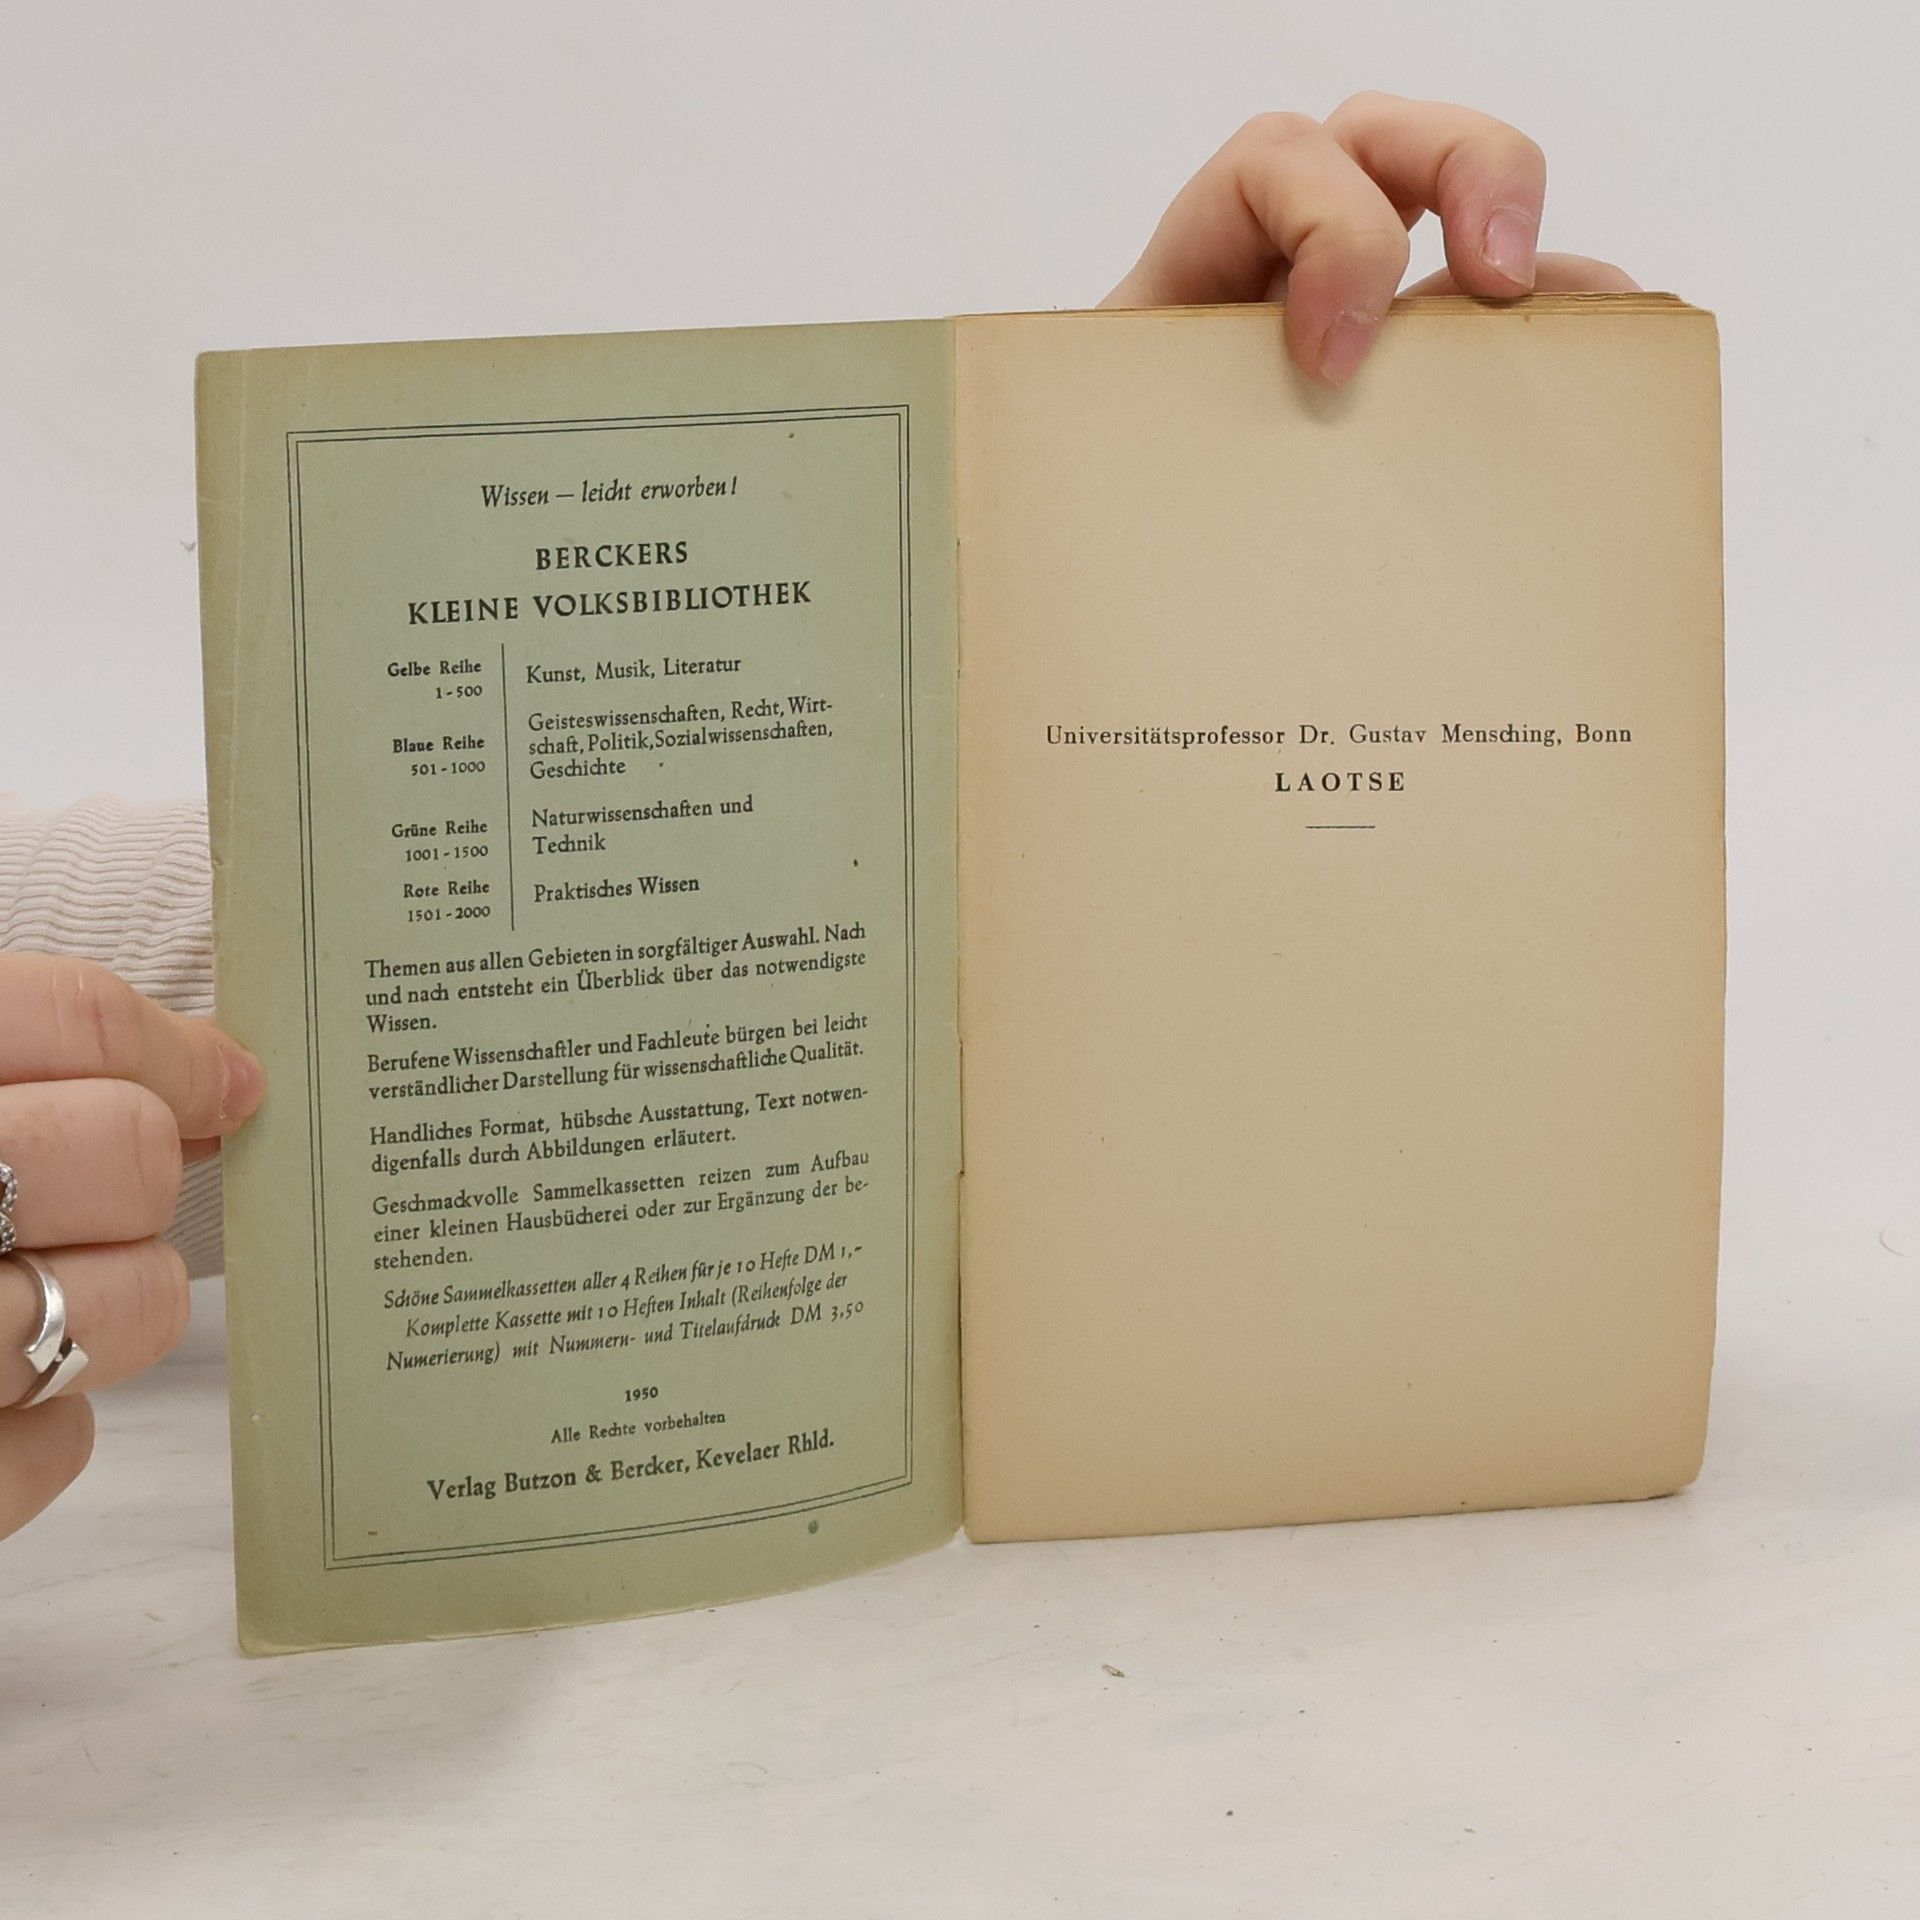 Wissen — leicht erworben!
BERCKERS
KLEINE VOLKSBIBLIOTHEK
Gelbe Reihe
1-500
Kunst, Musik, Literatur
Blaue Reihe
501-1000
Geisteswissenschaften, Recht, Wirt-
schaft, Politik, Sozialwissenschaften,
Geschichte
Grüne Reihe
1001-1500
Naturwissenschaften und
Technik
Rote Reihe
1501-2000
Praktisches Wissen
Themen aus allen Gebieten in sorgfältiger Auswahl. Nach
und nach entsteht ein Überblick über das notwendigste
Wissen.
Berufene Wissenschaftler und Fachleute bürgen bei leicht
verständlicher Darstellung für wissenschaftliche Qualität.
Handliches Format, hübsche Ausstattung, Text notwen-
digenfalls durch Abbildungen erläutert.
Geschmackvolle Sammelkassetten reizen zum Aufbau
einer kleinen Hausbücherei oder zur Ergänzung der be-
stehenden.
Schöne Sammelkassetten aller 4 Reihen für je 10 Hefte DM 1,-
Komplette Kassette mit 10 Heften Inhalt (Reihenfolge der
Numerierung) mit Nummern- und Titelaufdruck DM 3,50
1950
Alle Rechte vorbehalten
Verlag Butzon & Bercker, Kevelaer Rhld.
Universitätsprofessor Dr. Gustav Mensching, Bonn
LAOTSE